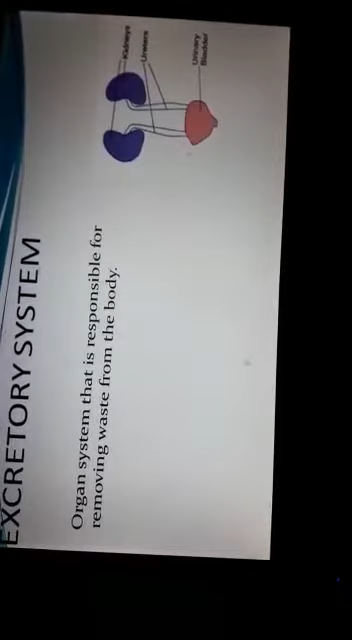 EXCRETORY SYSTEM
Organ system that is responsible for
removing waste from the body.
Kidneys
Ureters
Urinary
Bladder